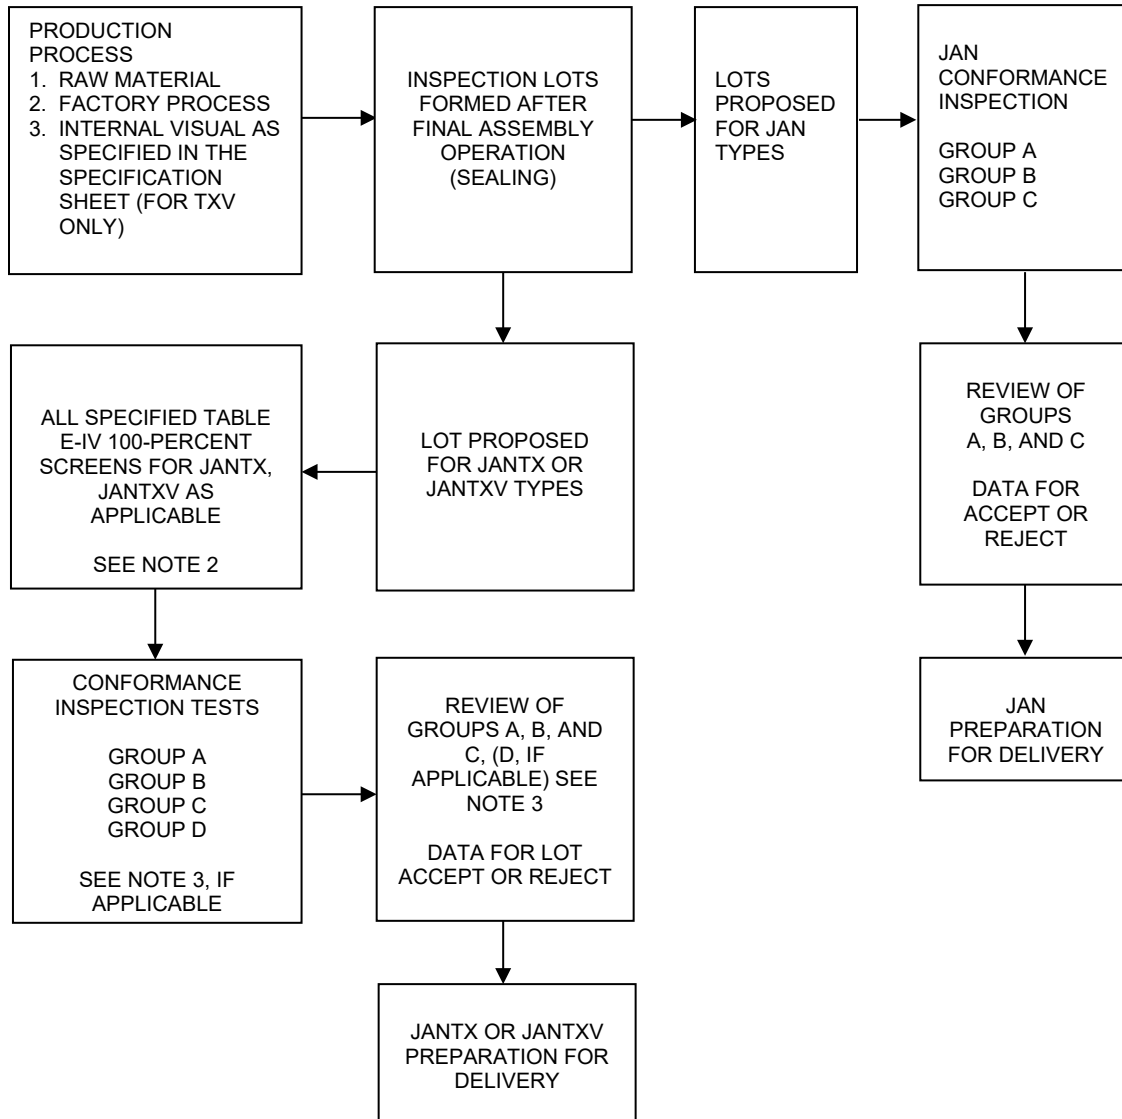 PRODUCTION
PROCESS
1. RAW MATERIAL
2. FACTORY PROCESS
3. INTERNAL VISUAL AS
SPECIFIED IN THE
SPECIFICATION
SHEET (FOR TXV
ONLY)
INSPECTION LOTS
FORMED AFTER
FINAL ASSEMBLY
OPERATION
(SEALING)
LOTS
PROPOSED
FOR JAN
TYPES
JAN
CONFORMANCE
INSPECTION
GROUP A
GROUP B
GROUP C
ALL SPECIFIED TABLE
E-IV 100-PERCENT
SCREENS FOR JANTX,
JANTXV AS
APPLICABLE
SEE NOTE 2
LOT PROPOSED
FOR JANTX OR
JANTXV TYPES
REVIEW OF
GROUPS
A, B, AND C
DATA FOR
ACCEPT OR
REJECT
CONFORMANCE
INSPECTION TESTS
GROUP A
GROUP B
GROUP C
GROUP D
SEE NOTE 3, IF
APPLICABLE
REVIEW OF
GROUPS A, B, AND
C, (D, IF
APPLICABLE) SEE
NOTE 3
DATA FOR LOT
ACCEPT OR REJECT
JAN
PREPARATION
FOR DELIVERY
JANTX OR JANTXV
PREPARATION FOR
DELIVERY